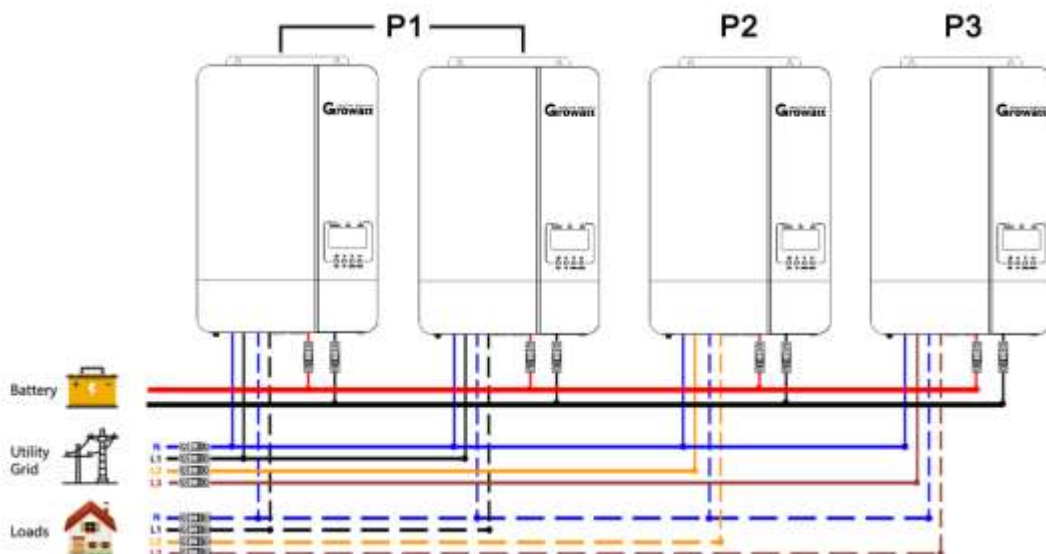 P1 P2 P3
Growatt Growatt Growatt Growatt
Battery
Utility
Grid
N
L1
L2
L3
Loads
N
L1
L2
L3